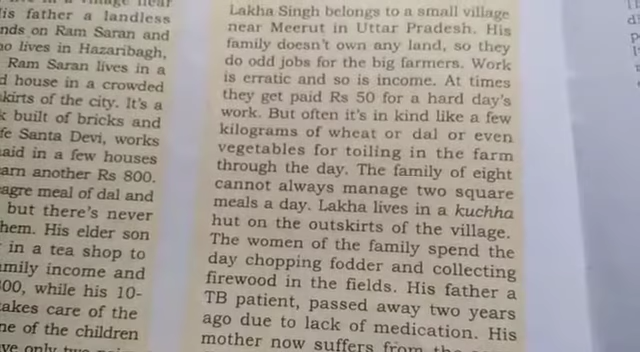 is father a landless
nds on Ram Saran and
o lives in Hazaribagh,
Ram Saran lives in a
d house in a crowded
kirts of the city. It's a
k built of bricks and
fe Santa Devi, works
aid in a few houses
earn another Rs 800.
eagre meal of dal and
but there's never
hem. His elder son
in a tea shop to
mily income and
00, while his 10-
takes care of the
ne of the children
Lakha Singh belongs to a small village
near Meerut in Uttar Pradesh. His
family doesn't own any land, so they
do odd jobs for the big farmers. Work
is erratic and so is income. At times
they get paid Rs 50 for a hard day's
work. But often it's in kind like a few
kilograms of wheat or dal or even
vegetables for toiling in the farm
through the day. The family of eight
cannot always manage two square
meals a day. Lakha lives in a kuchha
hut on the outskirts of the village.
The women of the family spend the
day chopping fodder and collecting
firewood in the fields. His father a
TB patient, passed away two years
ago due to lack of medication. His
mother now suffers from the